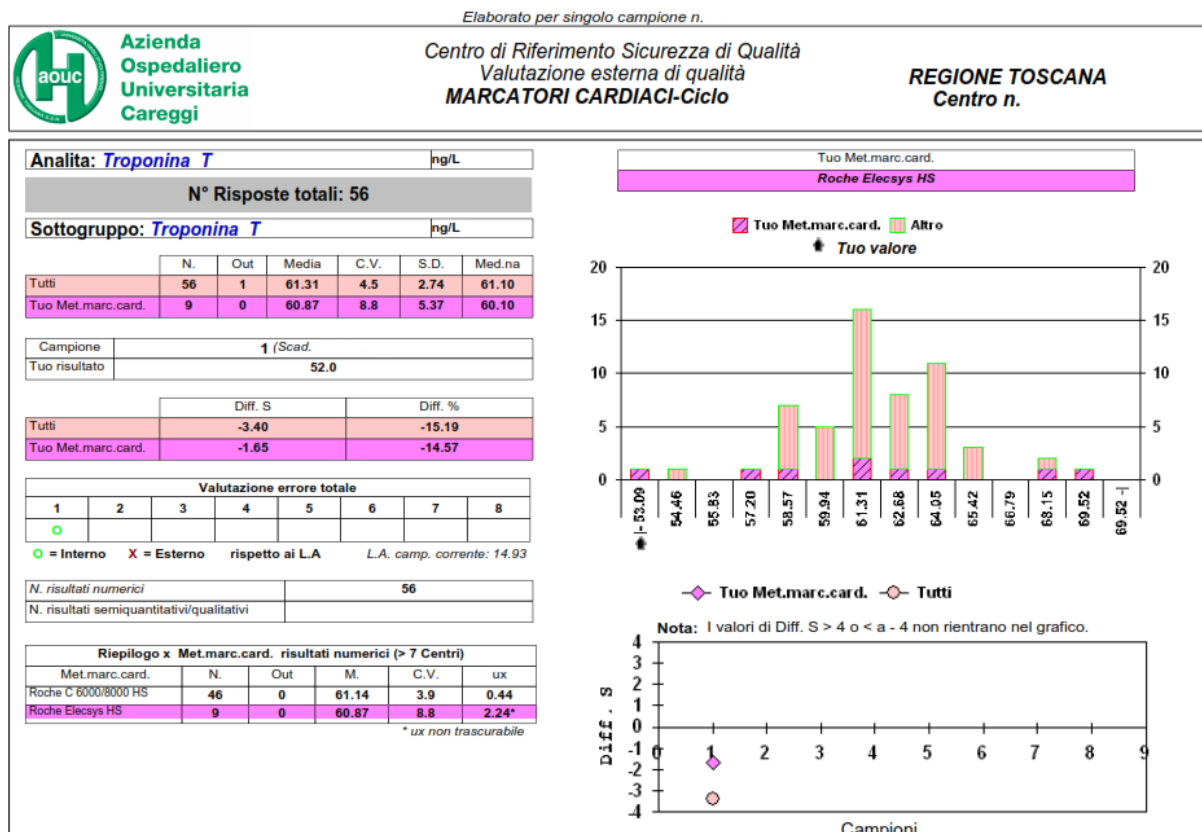 Elaborato per singolo campione n.
aouc
Azienda
Ospedaliero
Universitaria
Careggi
Centro di Riferimento Sicurezza di Qualità
Valutazione esterna di qualità
MARCATORI CARDIACI-Ciclo
REGIONE TOSCANA
Centro n.
Analita: Troponina T ng/L
N° Risposte totali: 56
Sottogruppo: Troponina T ng/L
N. Out Media C.V. S.D. Med.na
Tutti 56 1 61.31 4.5 2.74 61.10
Tuo Met.marc.card. 9 0 60.87 8.8 5.37 60.10
Campione 1 (Scad.
Tuo risultato 52.0
Diff. S Diff. %
Tutti -3.40 -15.19
Tuo Met.marc.card. -1.65 -14.57
Valutazione errore totale
1 2 3 4 5 6 7 8
O
O = Interno X = Esterno rispetto ai L.A L.A. camp. corrente: 14.93
N. risultati numerici 56
N. risultati semiquantitativi/qualitativi
Riepilogo x Met.marc.card. risultati numerici (> 7 Centri)
Met.marc.card. N. Out M. C.V. ux
Roche C 6000/8000 HS 46 0 61.14 3.9 0.44
Roche Elecsys HS 9 0 60.87 8.8 2.24*
* ux non trascurabile
Tuo Met.marc.card.
Roche Elecsys HS
Tuo Met.marc.card. Altro
Tuo valore
20 20
15 15
10 10
5 5
0 0
|- 53.09 54.46 55.83 57.20 58.57 59.94 61.31 62.68 64.05 65.42 66.79 68.15 69.52 69.52 -|
Tuo Met.marc.card. Tutti
Nota: I valori di Diff. S > 4 o < a - 4 non rientrano nel grafico.
Diff. S
4
3
2
1
0
-1
-2
-3
-4
0 1 2 3 4 5 6 7 8 9
Campioni